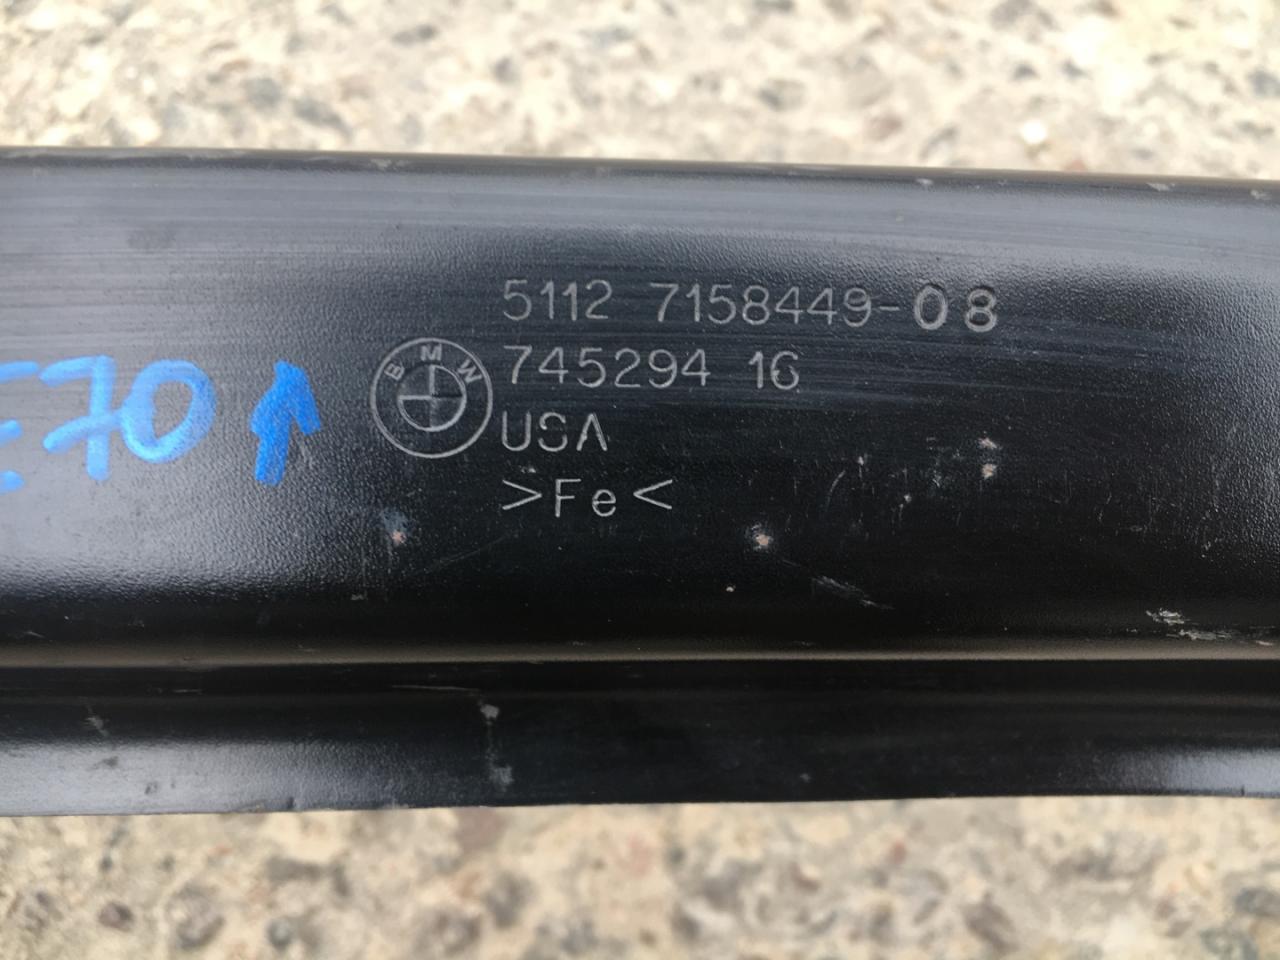 5112 7158449-08
745294 16
BMW
USA
>Fe<
E70↑